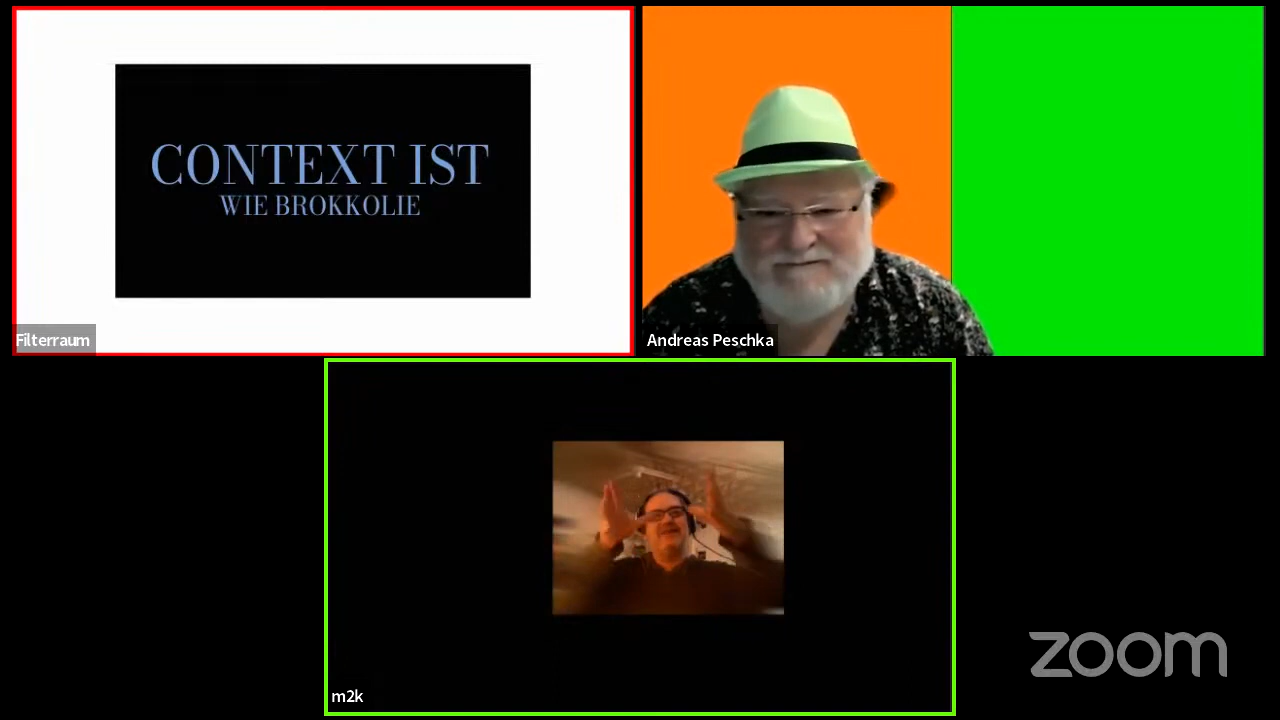 CONTEXT IST
WIE BROKKOLIE
Filterraum
Andreas Peschka
m2k
zoom